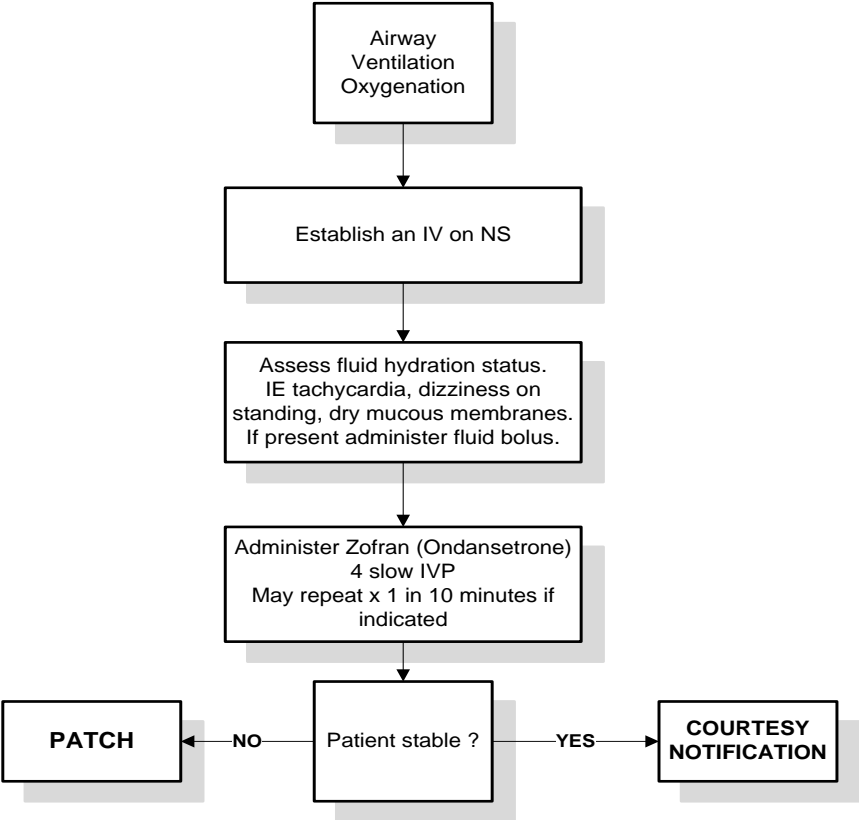 Airway
Ventilation
Oxygenation
Establish an IV on NS
Assess fluid hydration status.
IE tachycardia, dizziness on
standing, dry mucous membranes.
If present administer fluid bolus.
Administer Zofran (Ondansetrone)
4 slow IVP
May repeat x 1 in 10 minutes if
indicated
PATCH
NO
Patient stable ?
YES
COURTESY
NOTIFICATION